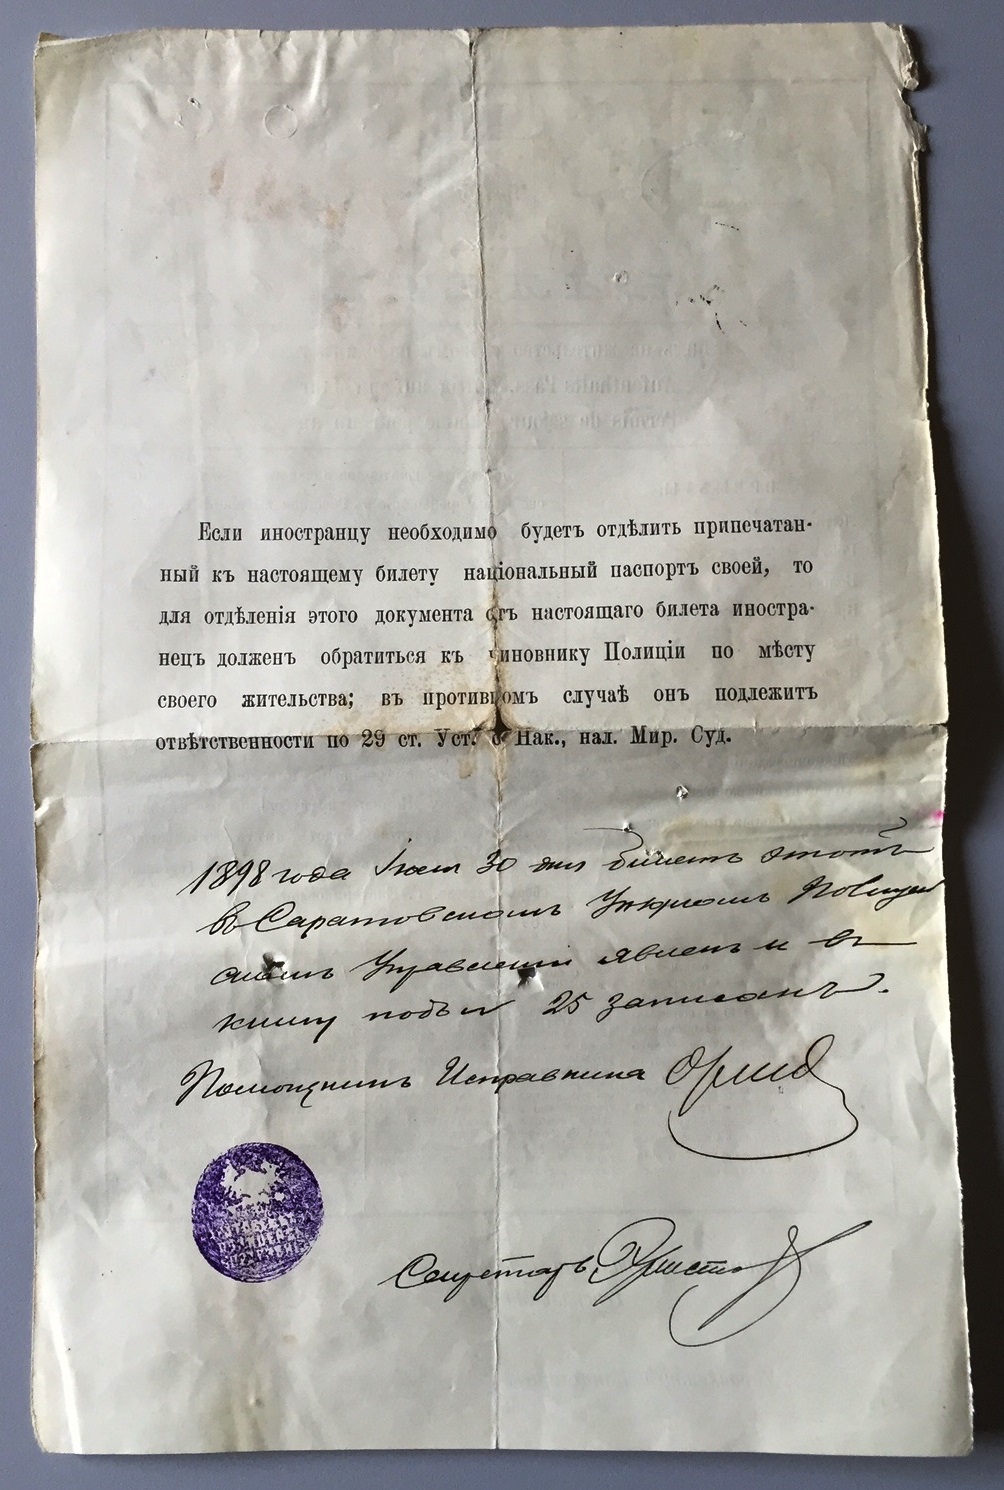 Если иностранцу необходимо будетъ отдѣлить припечатан-
ный къ настоящему билету національный паспортъ своей, то
для отдѣленія этого документа отъ настоящаго билета иностра-
нецъ долженъ обратиться къ чиновнику Полиціи по мѣсту
своего жительства; въ противномъ случаѣ онъ подлежитъ
отвѣтственности по 29 ст. Уст. о Нак., нал. Мир. Суд.
1898 года Іюля 30 дня билетъ этотъ
въ Саратовскомъ Уѣздномъ Полицей
скомъ Управленіи явленъ и въ
книгу подъ № 25 записанъ.
Помощникъ Исправника
Секретарь